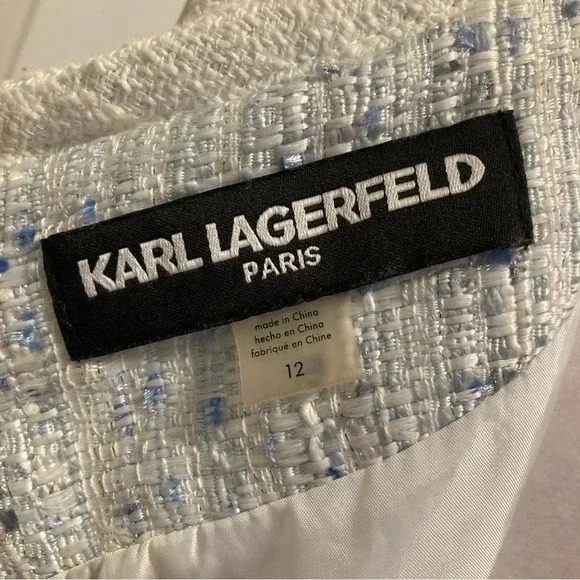 KARL LAGERFELD
PARIS
made in China
hecho en China
fabriqué en Chine
12